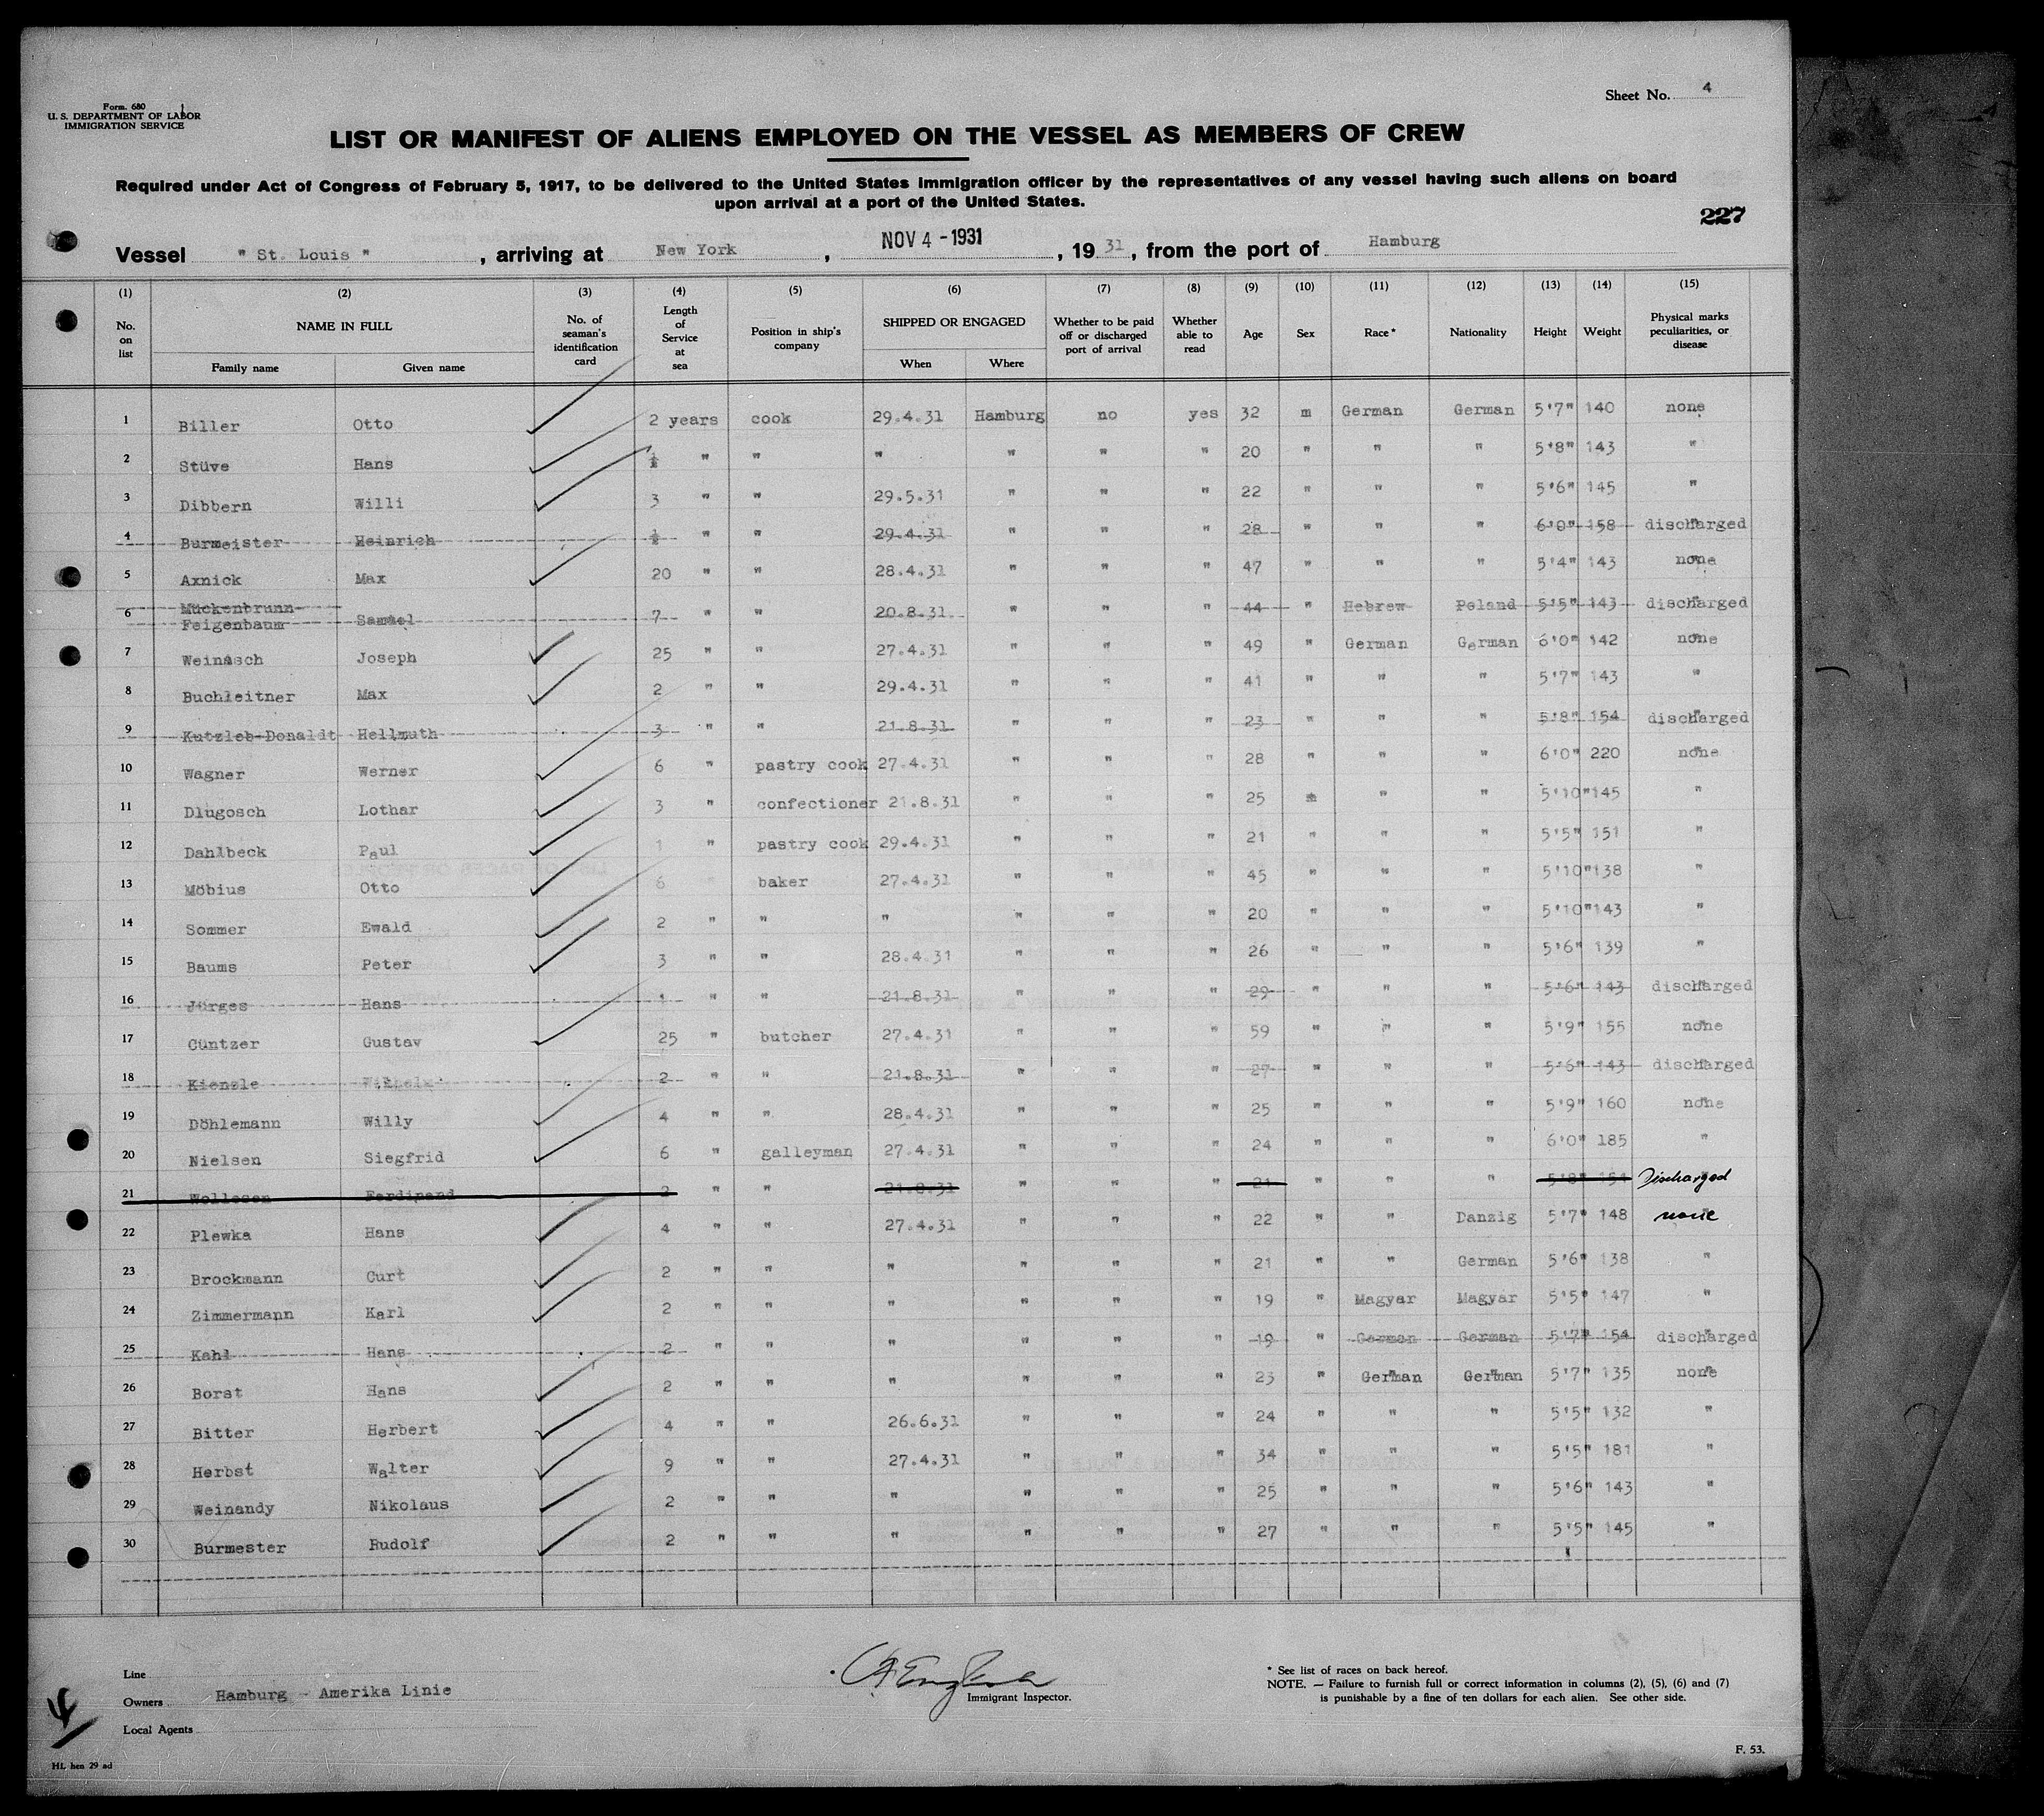 Form. 680
U. S. DEPARTMENT OF LABOR
IMMIGRATION SERVICE
Sheet No. 4
LIST OR MANIFEST OF ALIENS EMPLOYED ON THE VESSEL AS MEMBERS OF CREW
Required under Act of Congress of February 5, 1917, to be delivered to the United States immigration officer by the representatives of any vessel having such aliens on board
upon arrival at a port of the United States.
227
Vessel " St. Louis " , arriving at New York , NOV 4 - 1931 , 19 31 , from the port of Hamburg
(1) (2) (3) (4) (5) (6) (7) (8) (9) (10) (11) (12) (13) (14) (15)
No. on list NAME IN FULL Family name Given name No. of seaman's identification card Length of Service at sea Position in ship's company SHIPPED OR ENGAGED When Where Whether to be paid off or discharged port of arrival Whether able to read Age Sex Race* Nationality Height Weight Physical marks peculiarities, or disease
1 Biller Otto 2 years cook 29.4.31 Hamburg no yes 32 m German German 5'7" 140 none
2 Stüve Hans ½ " " " " " " 20 " " " 5'8" 143 "
3 Dibbern Willi 3 " " 29.5.31 " " " 22 " " " 5'6" 145 "
4 Burmeister Heinrich ½ " " 29.4.31 " " " 28 " " " 6'0" 158 discharged
5 Axnick Max 20 " " 28.4.31 " " " 47 " " " 5'4" 143 none
6 Mückenbrunn Feigenbaum Samuel 7 " " 20.8.31 " " " 44 " Hebrew Poland 5'5" 143 discharged
7 Weinasch Joseph 25 " " 27.4.31 " " " 49 " German German 6'0" 142 none
8 Buchleitner Max 2 " " 29.4.31 " " " 41 " " " 5'7" 143 "
9 Kutzleb-Donaldt Hellmuth 3 " " 21.8.31 " " " 23 " " " 5'8" 154 discharged
10 Wagner Werner 6 " pastry cook 27.4.31 " " " 28 " " " 6'0" 220 none
11 Dlugosch Lothar 3 " confectioner 21.8.31 " " " 25 m " " 5'10" 145 "
12 Dahlbeck Paul 1 " pastry cook 29.4.31 " " " 21 " " " 5'5" 151 "
13 Möbius Otto 6 " baker 27.4.31 " " " 45 " " " 5'10" 138 "
14 Sommer Ewald 2 " " " " " " 20 " " " 5'10" 143 "
15 Baums Peter 3 " " 28.4.31 " " " 26 " " " 5'6" 139 "
16 Jürges Hans 1 " " 21.8.31 " " " 29 " " " 5'6" 143 discharged
17 Güntzer Gustav 25 " butcher 27.4.31 " " " 59 " " " 5'9" 155 none
18 Kienzle Wilhelm 2 " " 21.8.31 " " " 27 " " " 5'6" 143 discharged
19 Döhlemann Willy 4 " " 28.4.31 " " " 25 " " " 5'9" 160 none
20 Nielsen Siegfrid 6 " galleyman 27.4.31 " " " 24 " " " 6'0" 185 "
21 Wollesen Ferdinand 2 " " 21.8.31 " " " 21 " " " 5'8" 154 Discharged
22 Plewka Hans 4 " " 27.4.31 " " " 22 " " Danzig 5'7" 148 none
23 Brockmann Curt 2 " " " " " " 21 " " German 5'6" 138 "
24 Zimmermann Karl 2 " " " " " " 19 " Magyar Magyar 5'5" 147 "
25 Kahl Hans 2 " " " " " " 19 " German German 5'7" 154 discharged
26 Borst Hans 2 " " " " " " 23 " German German 5'7" 135 none
27 Bitter Herbert 4 " " 26.6.31 " " " 24 " " " 5'5" 132 "
28 Herbst Walter 9 " " 27.4.31 " " " 34 " " " 5'5" 181 "
29 Weinandy Nikolaus 2 " " " " " " 25 " " " 5'6" 143 "
30 Burmester Rudolf 2 " " " " " " 27 " " " 5'5" 145 "
Line
Owners Hamburg - Amerika Linie
Local Agents
Immigrant Inspector.
* See list of races on back hereof.
NOTE. — Failure to furnish full or correct information in columns (2), (5), (6) and (7)
is punishable by a fine of ten dollars for each alien. See other side.
HL hen 29 ad
F. 53.